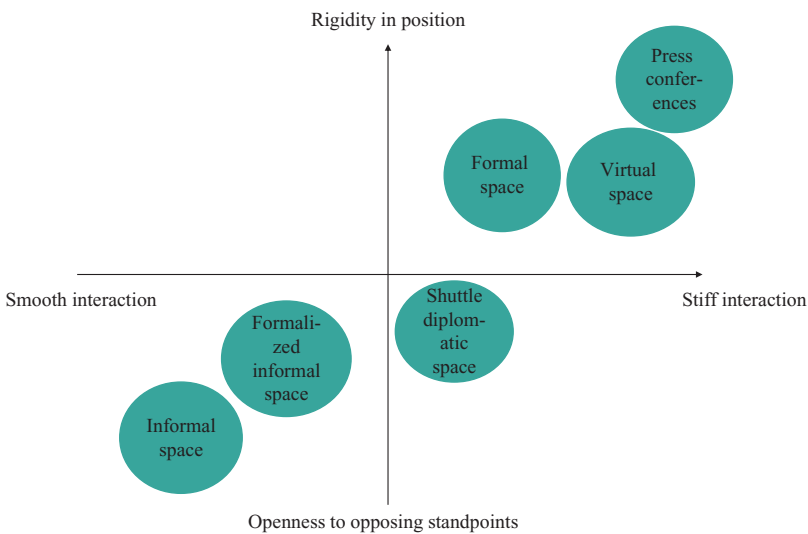 Rigidity in position
Press
confer-
ences
Formal
space
Virtual
space
Smooth interaction
Stiff interaction
Shuttle
diplom-
atic
space
Formali-
zed
informal
space
Informal
space
Openness to opposing standpoints